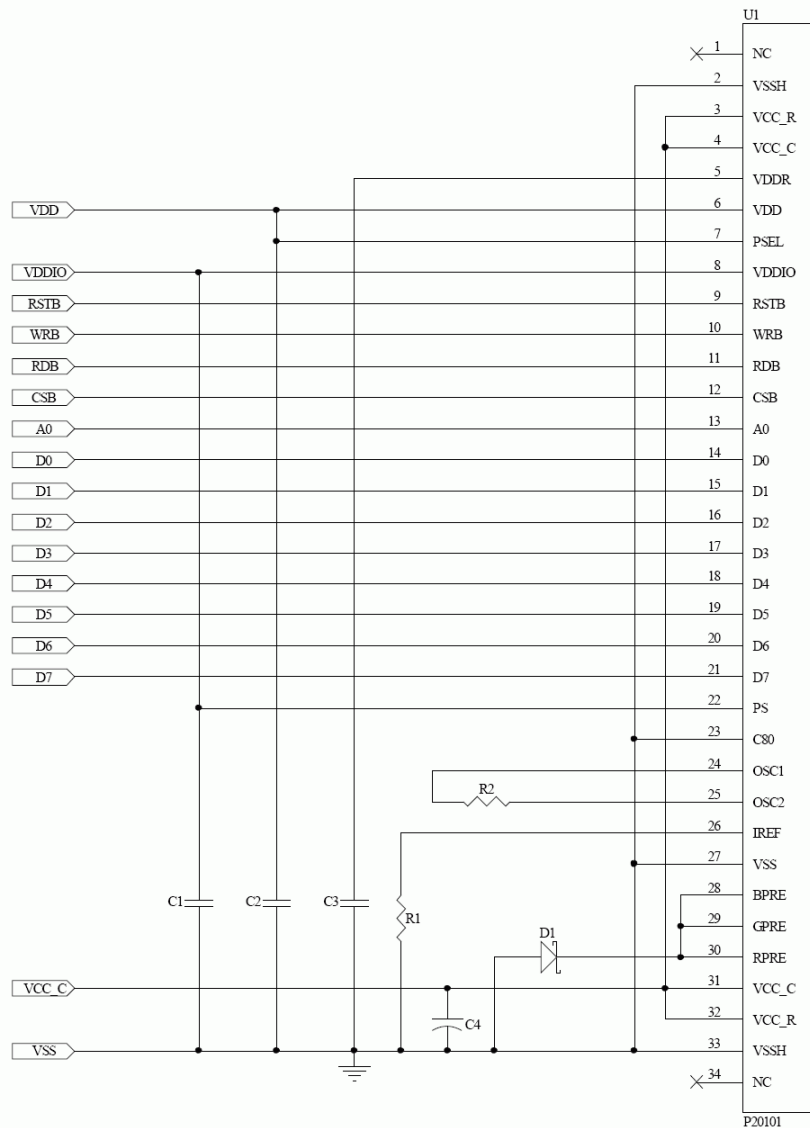 U1
1 NC
2 VSSH
3 VCC_R
4 VCC_C
5 VDDR
VDD 6 VDD
7 PSEL
VDDIO 8 VDDIO
RSTB 9 RSTB
WRB 10 WRB
RDB 11 RDB
CSB 12 CSB
A0 13 A0
D0 14 D0
D1 15 D1
D2 16 D2
D3 17 D3
D4 18 D4
D5 19 D5
D6 20 D6
D7 21 D7
22 PS
23 C80
24 OSC1
R2
25 OSC2
26 IREF
27 VSS
28 BPRE
C1 C2 C3
R1
29 GPRE
D1
30 RPRE
VCC_C 31 VCC_C
C4
32 VCC_R
VSS 33 VSSH
34 NC
P20101